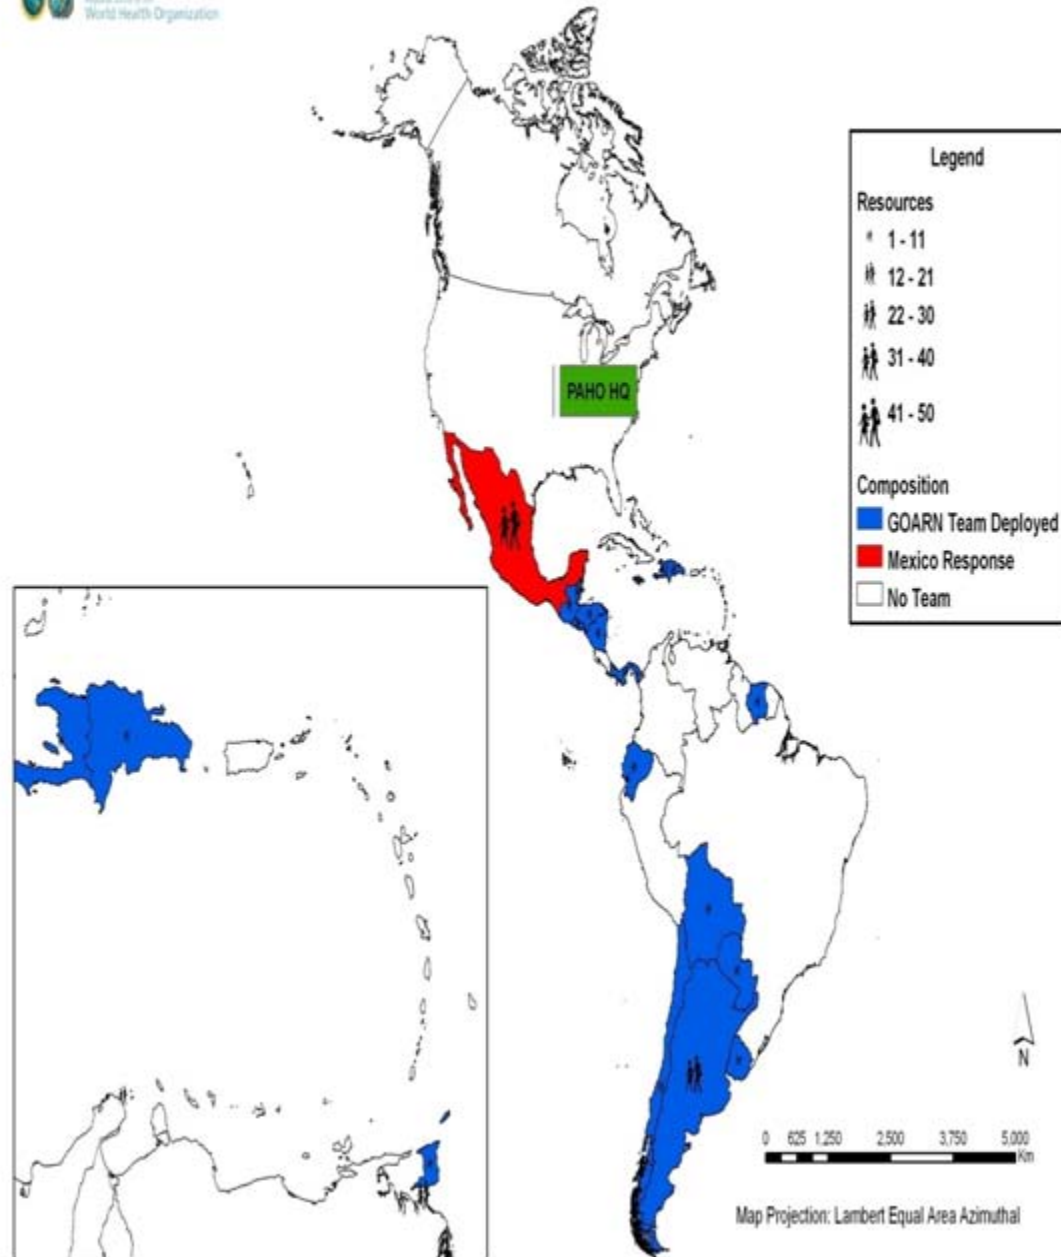 World Health Organization
Legend
Resources
1 - 11
12 - 21
22 - 30
31 - 40
41 - 50
Composition
GOARN Team Deployed
Mexico Response
No Team
PAHO HQ
N
0 625 1.250 2,500 3,750 5,000
Km
Map Projection: Lambert Equal Area Azimuthal